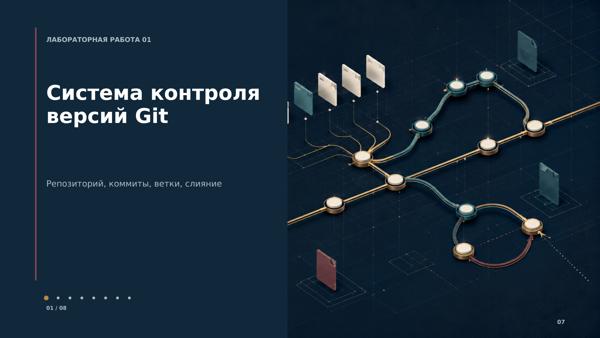 ЛАБОРАТОРНАЯ РАБОТА 01
Система контроля
версий Git
Репозиторий, коммиты, ветки, слияние
01 / 08
07